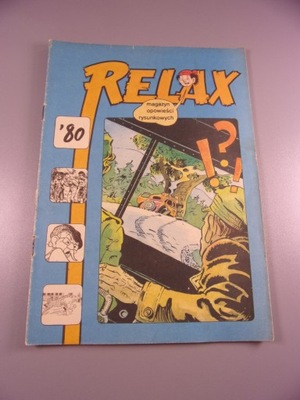 RELAX
magazyn
opowieści
rysunkowych
'80
?!!